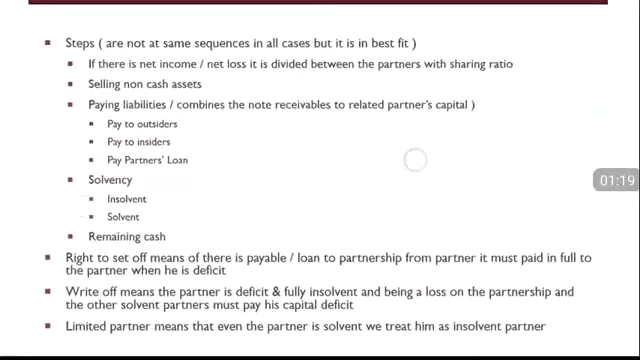 Steps ( are not at same sequences in all cases but it is in best fit )
If there is net income / net loss it is divided between the partners with sharing ratio
Selling non cash assets
Paying liabilities / combines the note receivables to related partner's capital )
Pay to outsiders
Pay to insiders
Pay Partners' Loan
01:19
Solvency
Insolvent
Solvent
Remaining cash
Right to set off means of there is payable / loan to partnership from partner it must paid in full to
the partner when he is deficit
Write off means the partner is deficit & fully insolvent and being a loss on the partnership and
the other solvent partners must pay his capital deficit
Limited partner means that even the partner is solvent we treat him as insolvent partner